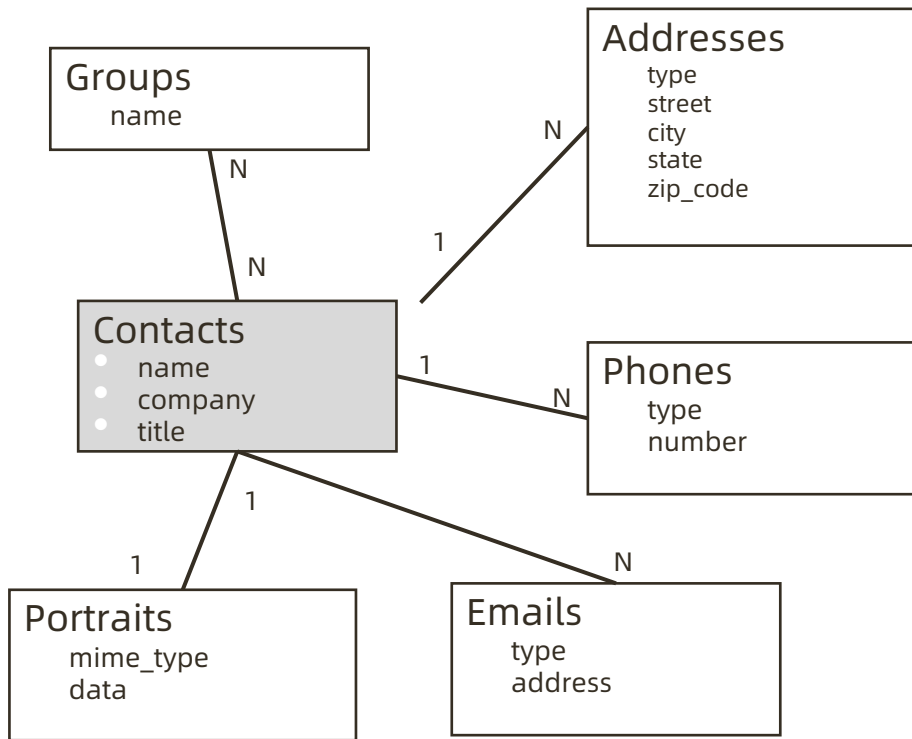 Groups
name
N
N
Addresses
type
street
city
state
zip_code
N
1
Contacts
name
company
title
1
N
Phones
type
number
1
1
N
Portraits
mime_type
data
Emails
type
address